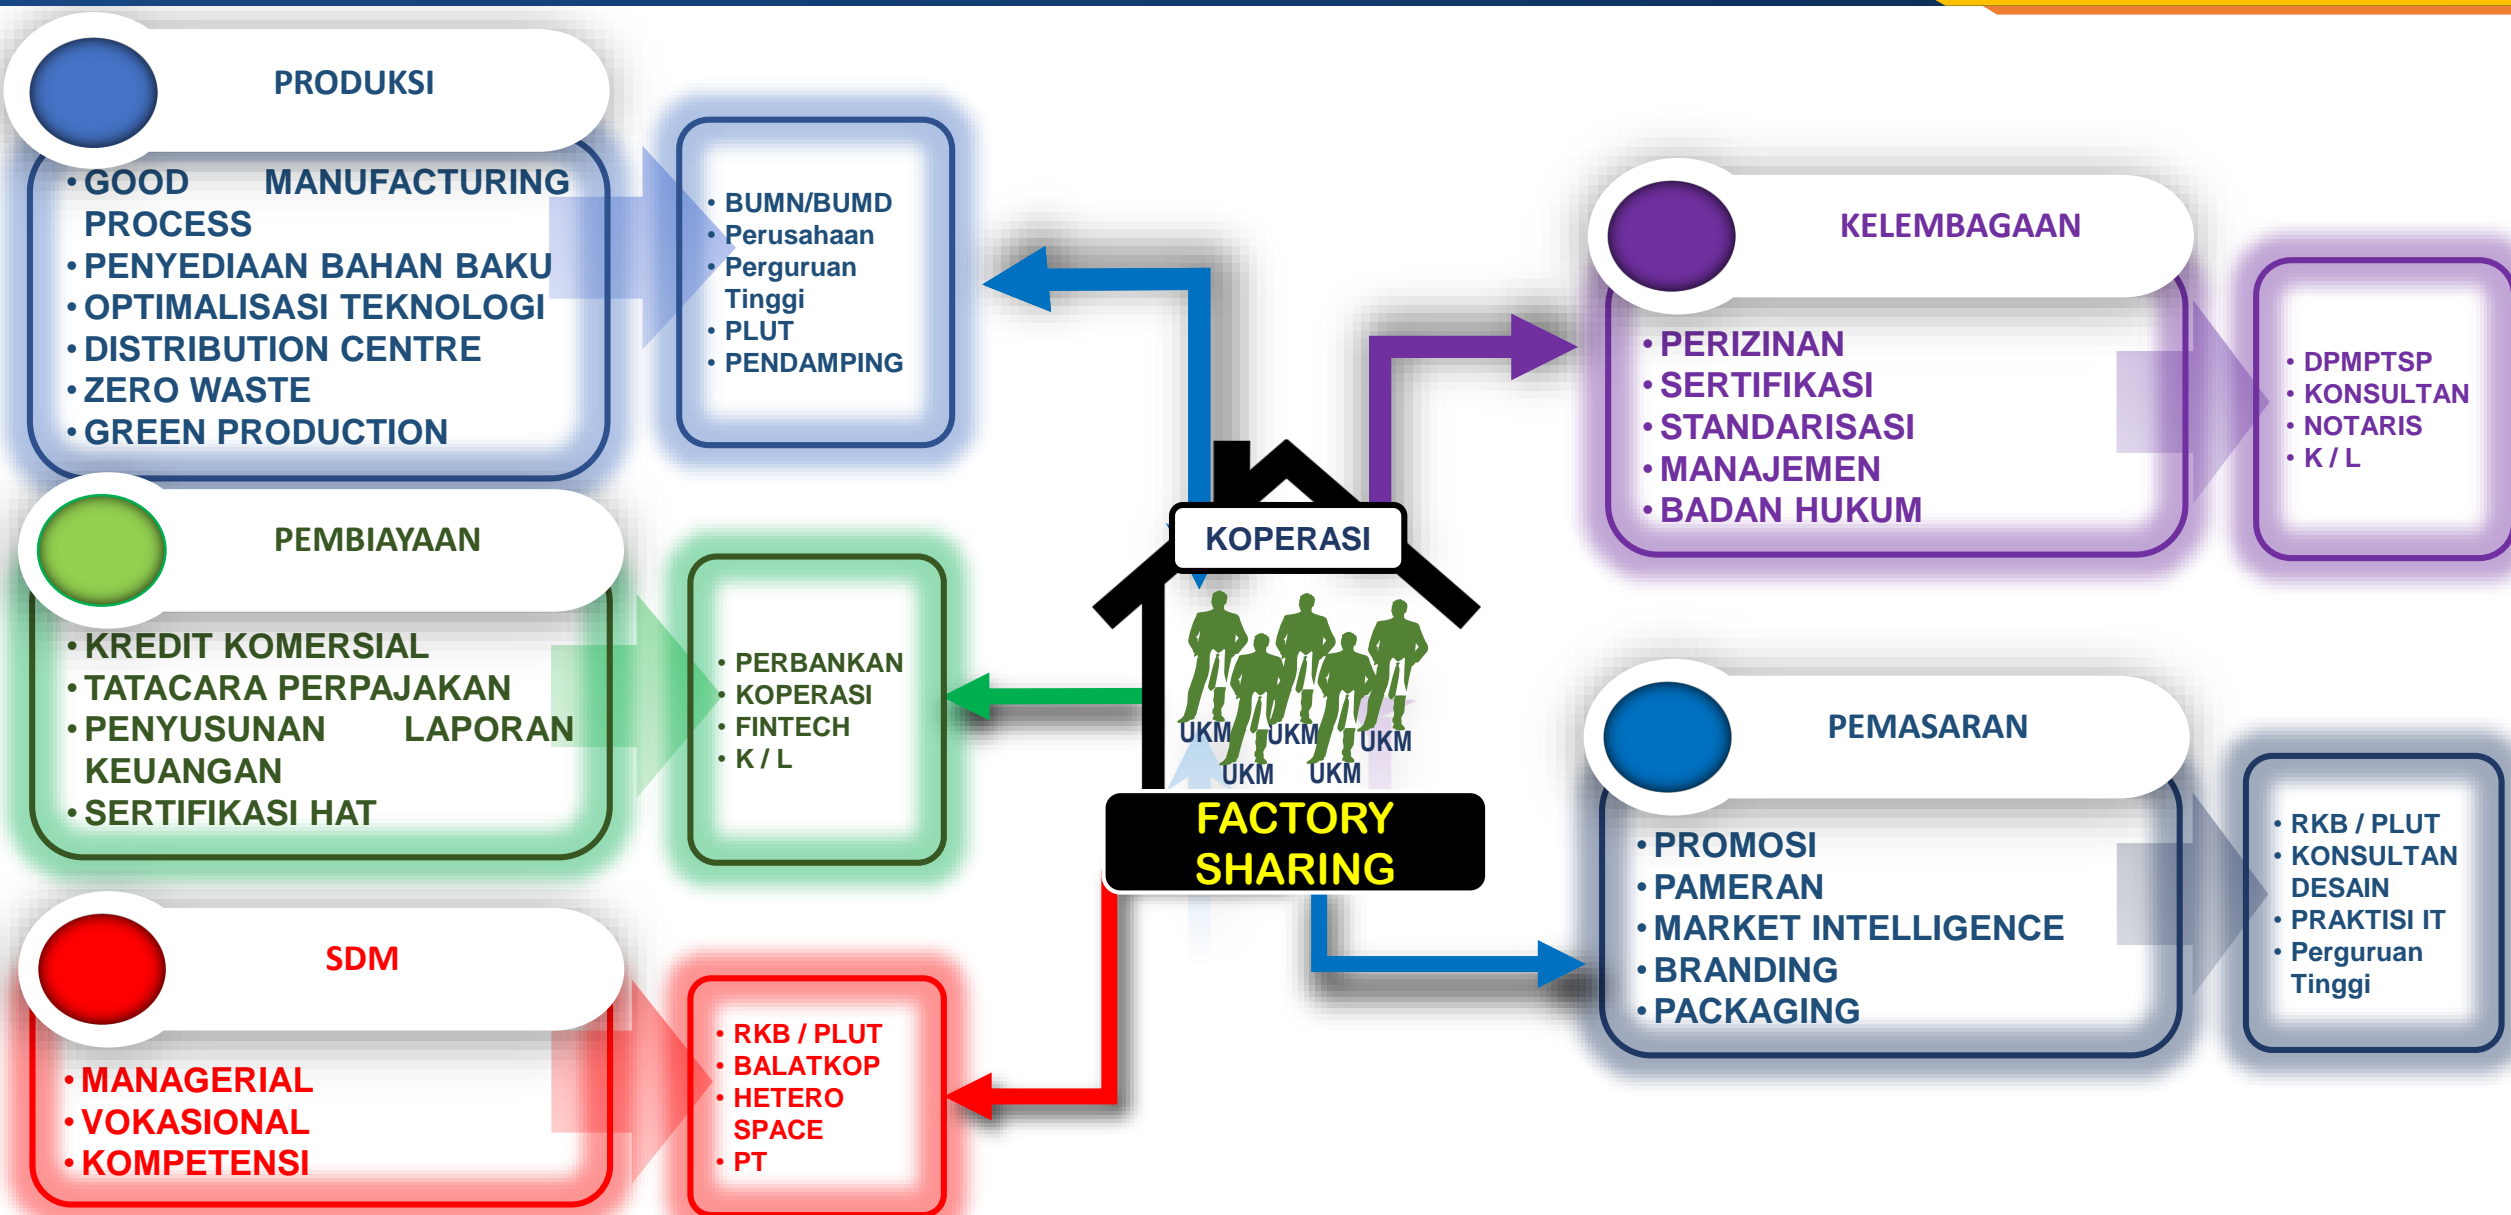 PRODUKSI
• GOOD MANUFACTURING
PROCESS
• PENYEDIAAN BAHAN BAKU
• OPTIMALISASI TEKNOLOGI
• DISTRIBUTION CENTRE
• ZERO WASTE
• GREEN PRODUCTION
• BUMN/BUMD
• Perusahaan
• Perguruan
Tinggi
• PLUT
• PENDAMPING
PEMBIAYAAN
• KREDIT KOMERSIAL
• TATACARA PERPAJAKAN
• PENYUSUNAN LAPORAN
KEUANGAN
• SERTIFIKASI HAT
• PERBANKAN
• KOPERASI
• FINTECH
• K / L
SDM
• MANAGERIAL
• VOKASIONAL
• KOMPETENSI
• RKB / PLUT
• BALATKOP
• HETERO
SPACE
• PT
KOPERASI
UKM
UKM
UKM
UKM
UKM
FACTORY
SHARING
KELEMBAGAAN
• PERIZINAN
• SERTIFIKASI
• STANDARISASI
• MANAJEMEN
• BADAN HUKUM
• DPMPTSP
• KONSULTAN
• NOTARIS
• K / L
PEMASARAN
• PROMOSI
• PAMERAN
• MARKET INTELLIGENCE
• BRANDING
• PACKAGING
• RKB / PLUT
• KONSULTAN
DESAIN
• PRAKTISI IT
• Perguruan
Tinggi